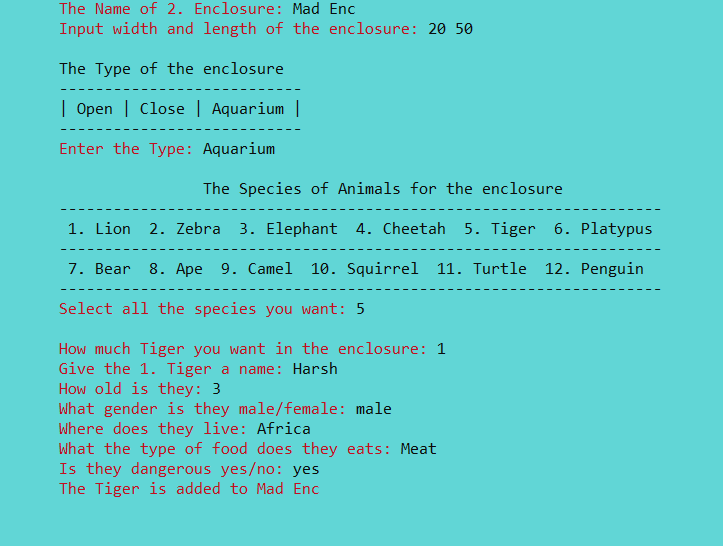 The Name of 2. Enclosure: Mad Enc
Input width and length of the enclosure: 20 50
The Type of the enclosure
---------------------------
| Open | Close | Aquarium |
---------------------------
Enter the Type: Aquarium
The Species of Animals for the enclosure
-------------------------------------------------------------------
1. Lion  2. Zebra  3. Elephant  4. Cheetah  5. Tiger  6. Platypus
-------------------------------------------------------------------
7. Bear  8. Ape  9. Camel  10. Squirrel  11. Turtle  12. Penguin
-------------------------------------------------------------------
Select all the species you want: 5
How much Tiger you want in the enclosure: 1
Give the 1. Tiger a name: Harsh
How old is they: 3
What gender is they male/female: male
Where does they live: Africa
What the type of food does they eats: Meat
Is they dangerous yes/no: yes
The Tiger is added to Mad Enc